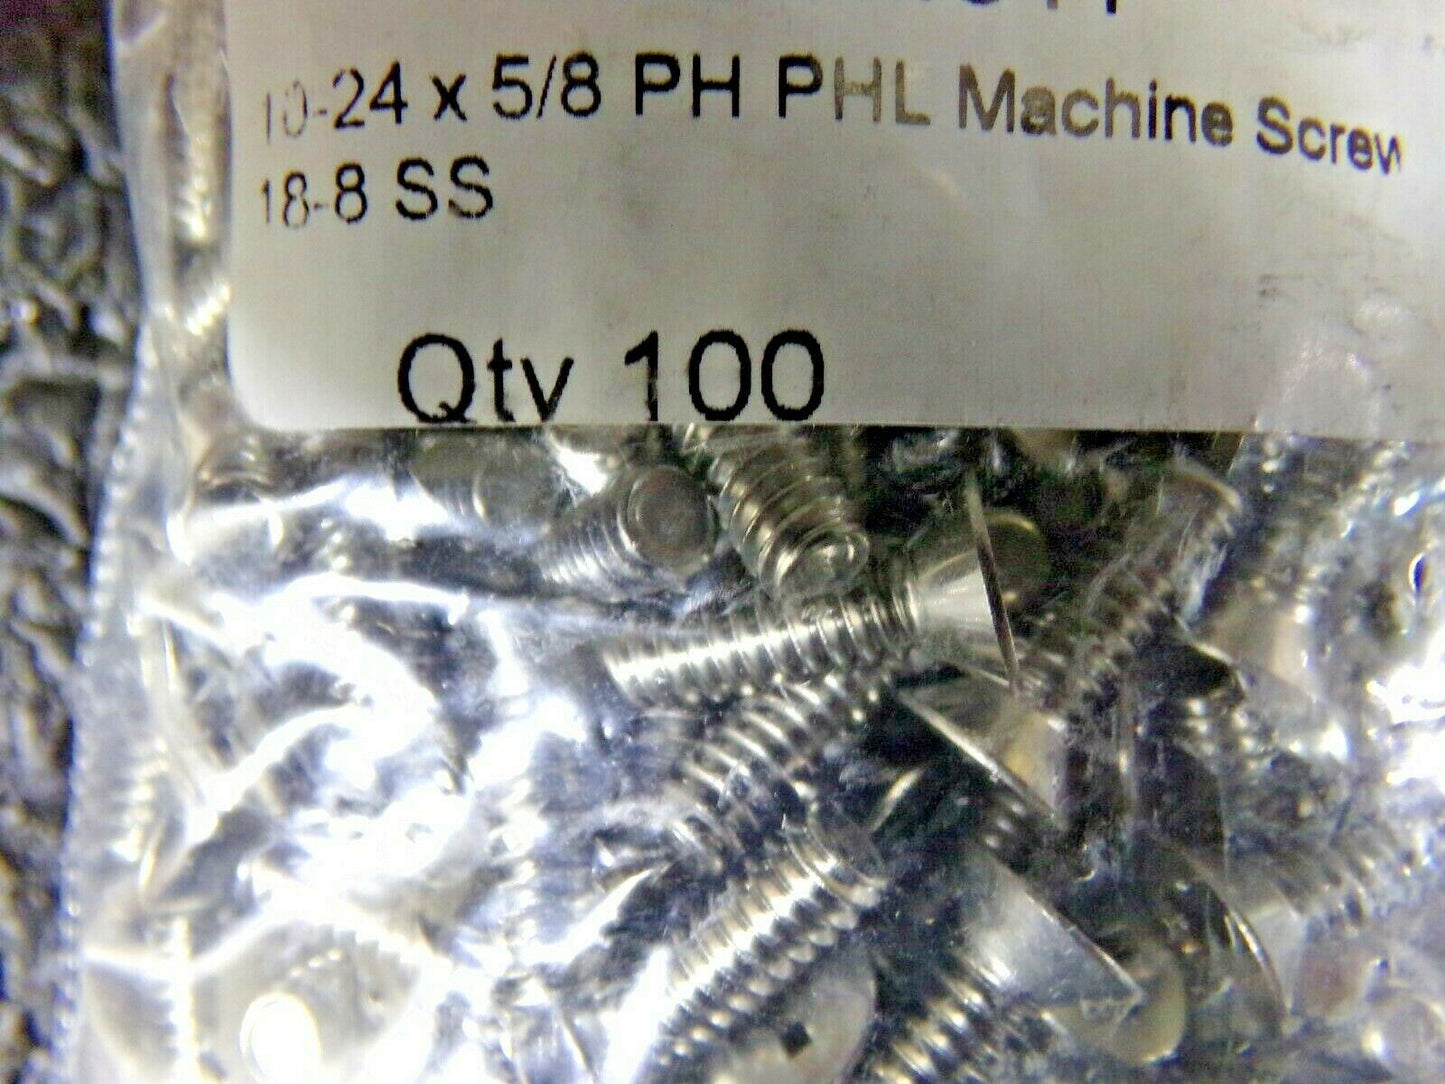 10-24 x 5/8 PH PHL Machine Screw
18-8 SS
Qty 100